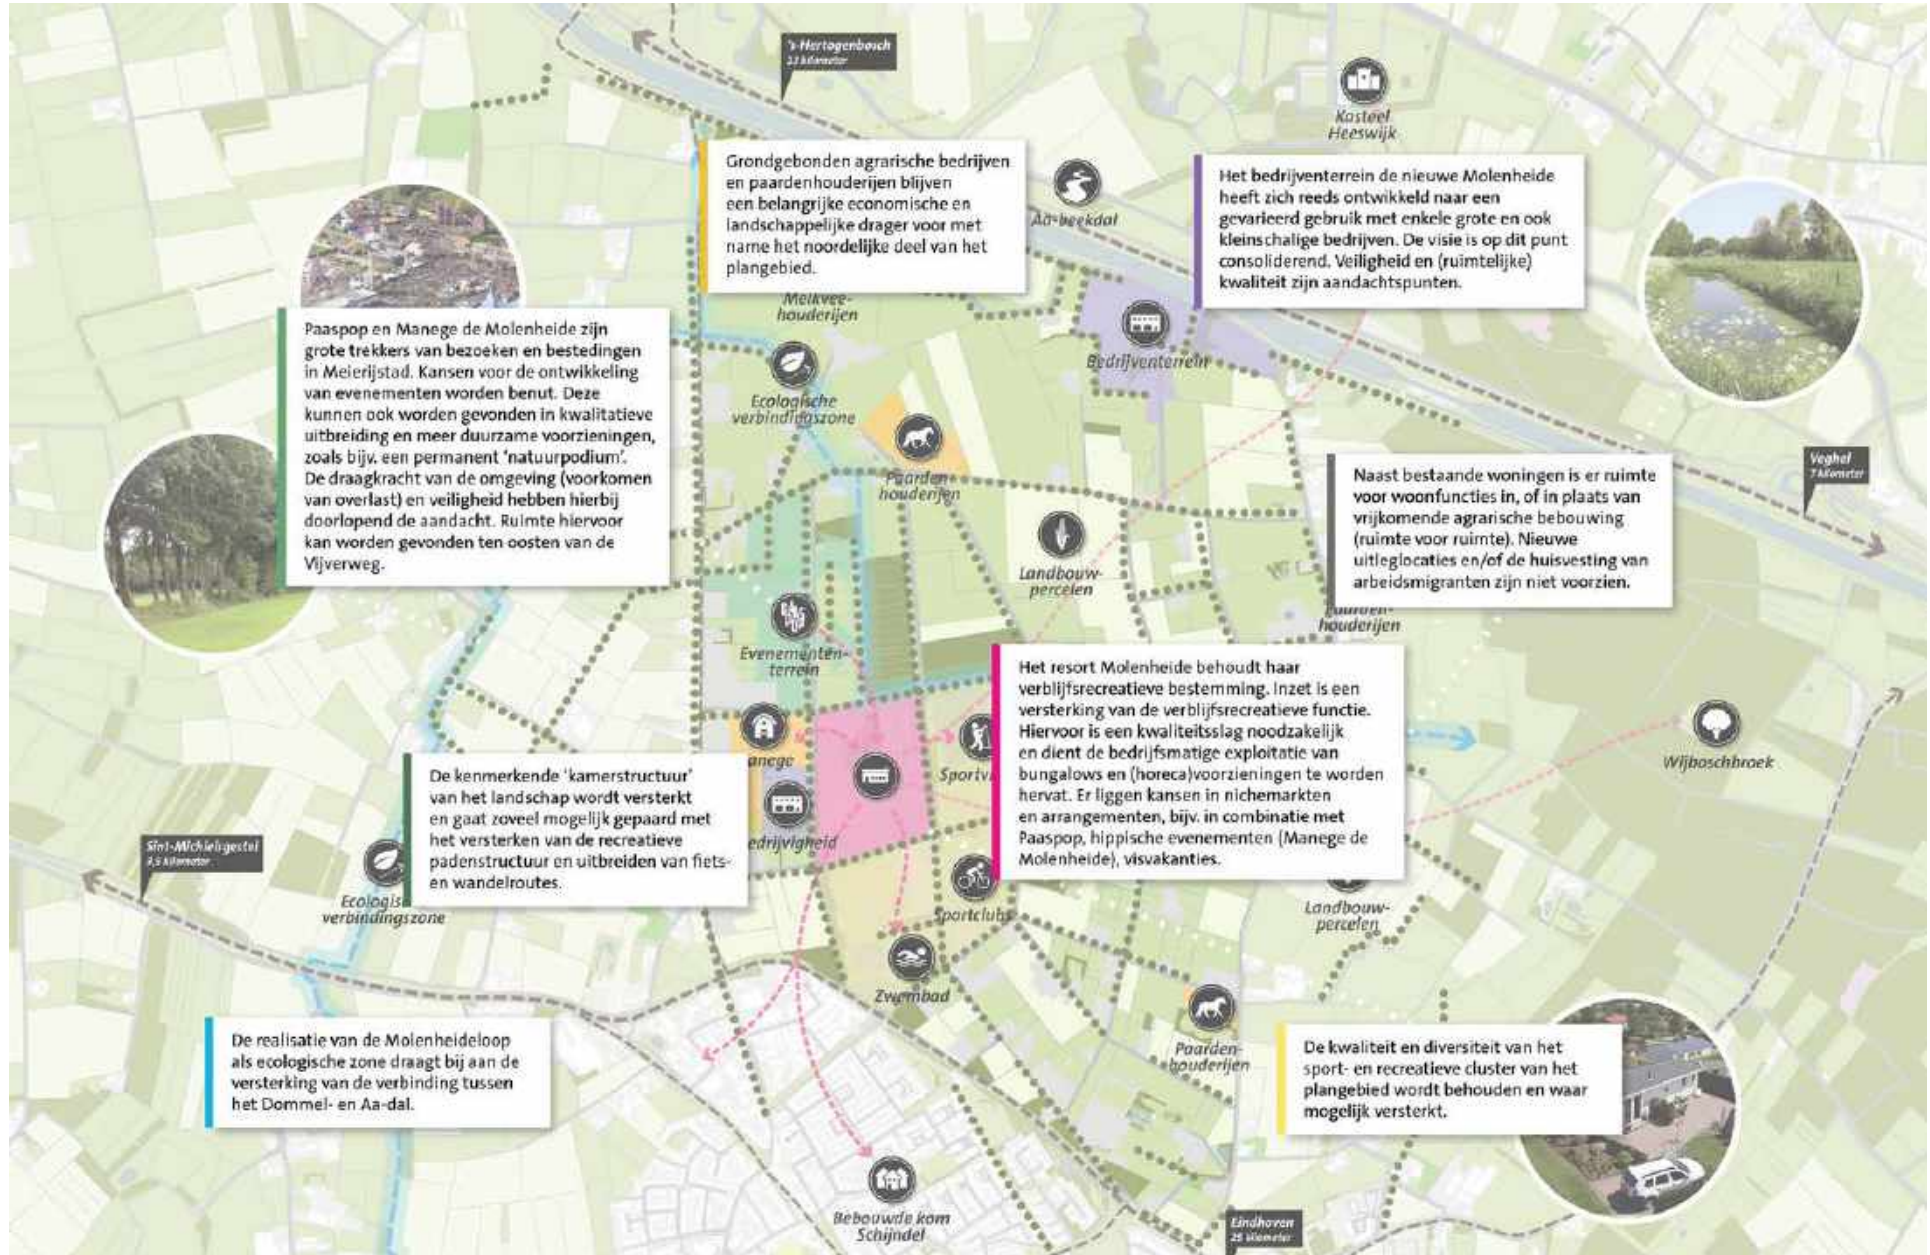 's-Hertogenbosch
Kasteel
Heeswijk
Grondgebonden agrarische bedrijven
en paardenhouderijen blijven
een belangrijke economische en
landschappelijke drager voor met
name het noordelijke deel van het
plangebied.
Aa-beekdal
Het bedrijventerrein de nieuwe Molenheide
heeft zich reeds ontwikkeld naar een
gevarieerd gebruik met enkele grote en ook
kleinschalige bedrijven. De visie is op dit punt
consoliderend. Veiligheid en (ruimtelijke)
kwaliteit zijn aandachtspunten.
Melkvee-
houderijen
Bedrijventerrein
Paaspop en Manege de Molenheide zijn
grote trekkers van bezoeken en bestedingen
in Meierijstad. Kansen voor de ontwikkeling
van evenementen worden benut. Deze
kunnen ook worden gevonden in kwalitatieve
uitbreiding en meer duurzame voorzieningen,
zoals bijv. een permanent 'natuurpodium'.
De draagkracht van de omgeving (voorkomen
van overlast) en veiligheid hebben hierbij
doorlopend de aandacht. Ruimte hiervoor
kan worden gevonden ten oosten van de
Vijverweg.
Ecologische
verbindingszone
Paarden-
houderijen
Veghel
7 kilometer
Naast bestaande woningen is er ruimte
voor woonfuncties in, of in plaats van
vrijkomende agrarische bebouwing
(ruimte voor ruimte). Nieuwe
uitleglocaties en/of de huisvesting van
arbeidsmigranten zijn niet voorzien.
Landbouw-
percelen
houderijen
Evenementen-
terrein
Het resort Molenheide behoudt haar
verblijfsrecreatieve bestemming. Inzet is een
versterking van de verblijfsrecreatieve functie.
Hiervoor is een kwaliteitsslag noodzakelijk
en dient de bedrijfsmatige exploitatie van
bungalows en (horeca)voorzieningen te worden
hervat. Er liggen kansen in nichemarkten
en arrangementen, bijv. in combinatie met
Paaspop, hippische evenementen (Manege de
Molenheide), visvakanties.
anege
Sportvi
Wijboschbroek
De kenmerkende 'kamerstructuur'
van het landschap wordt versterkt
en gaat zoveel mogelijk gepaard met
het versterken van de recreatieve
padenstructuur en uitbreiden van fiets-
en wandelroutes.
edrijvigheid
Sint-Michielsgestel
Ecologis
verbindingszone
Sportclubs
Landbouw-
percelen
Zwembad
De realisatie van de Molenheideloop
als ecologische zone draagt bij aan de
versterking van de verbinding tussen
het Dommel- en Aa-dal.
Paarden-
houderijen
De kwaliteit en diversiteit van het
sport- en recreatieve cluster van het
plangebied wordt behouden en waar
mogelijk versterkt.
Bebouwde kom
Schijndel
Eindhoven
25 kilometer